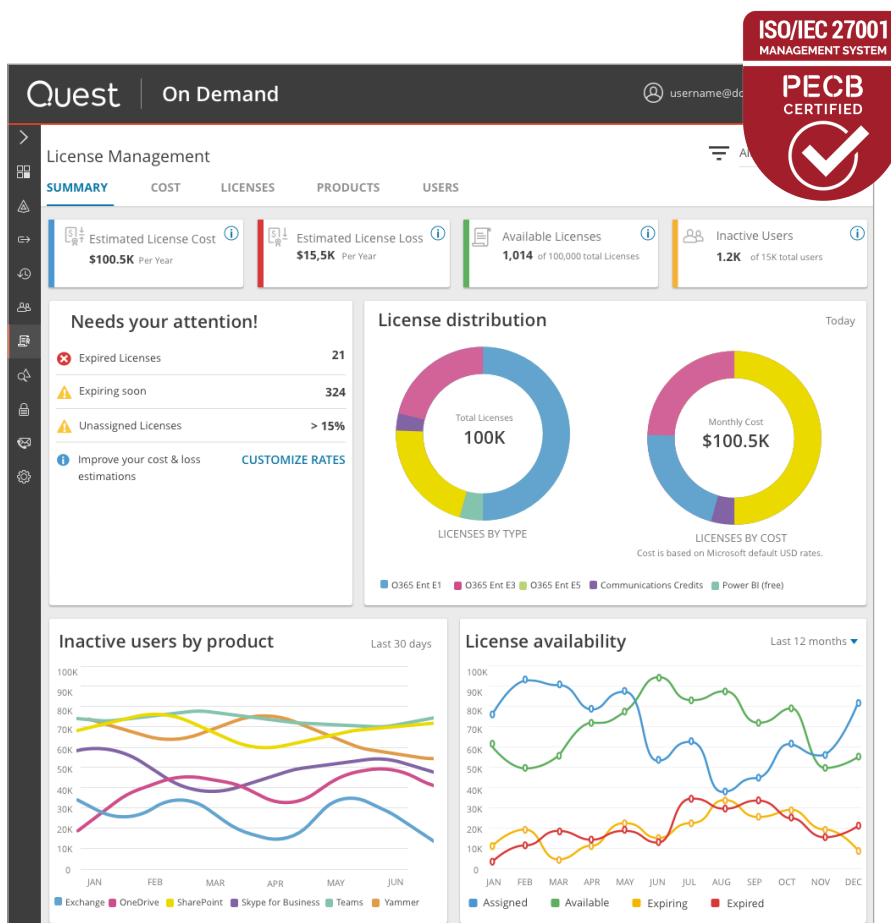 ISO/IEC 27001
MANAGEMENT SYSTEM
PECB
CERTIFIED
Quest
On Demand
License Management
SUMMARY
COST
LICENSES
PRODUCTS
USERS
Estimated License Cost
$100.5K Per Year
Estimated License Loss
$15,5K Per Year
Available Licenses
1,014 of 100,000 total Licenses
Inactive Users
1.2K of 15K total users
Needs your attention!
Expired Licenses 21
Expiring soon 324
Unassigned Licenses > 15%
Improve your cost & loss
estimations
CUSTOMIZE RATES
License distribution
Today
Total Licenses
100K
LICENSES BY TYPE
Monthly Cost
$100.5K
LICENSES BY COST
Cost is based on Microsoft default USD rates.
O365 Ent E1 O365 Ent E3 O365 Ent E5 Communications Credits Power BI (free)
Inactive users by product
Last 30 days
100K
90K
80K
70K
60K
50K
40K
30K
20K
10K
0
JAN FEB MAR APR MAY JUN
Exchange OneDrive SharePoint Skype for Business Teams Yammer
License availability
Last 12 months
100K
90K
80K
70K
60K
50K
40K
30K
20K
10K
0
JAN FEB MAR APR MAY JUN JUL AUG SEP OCT NOV DEC
Assigned Available Expiring Expired